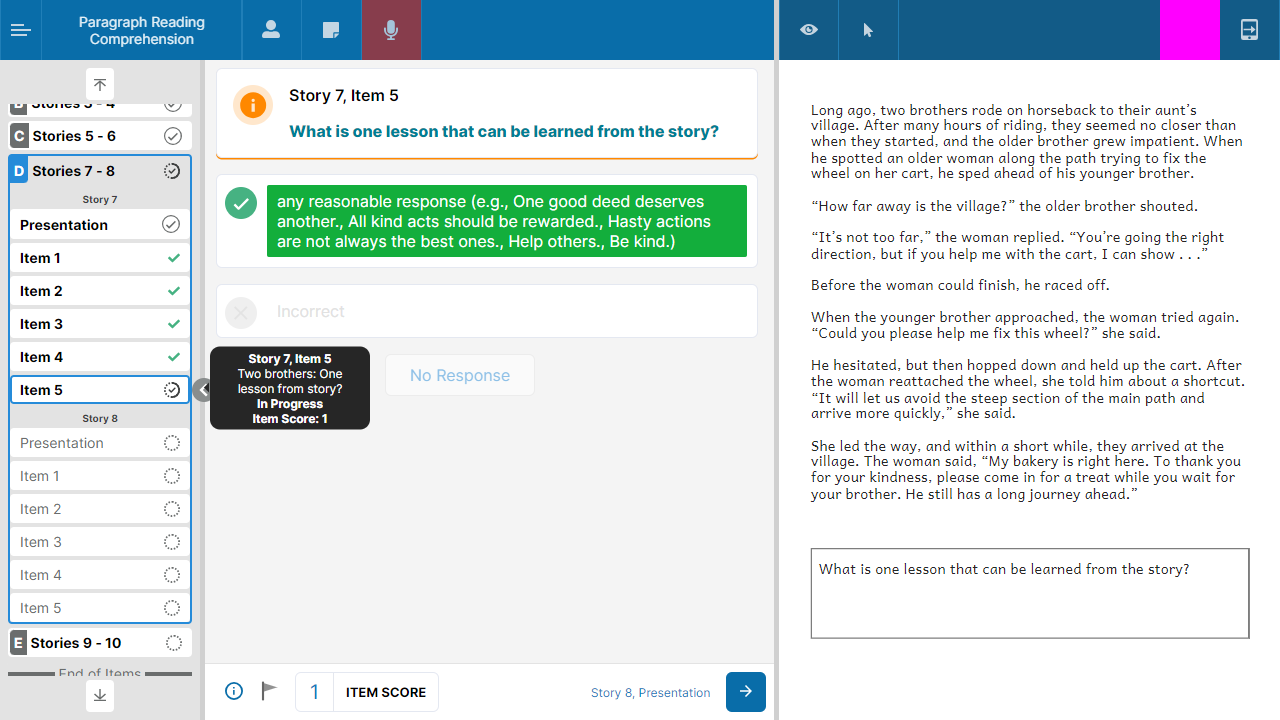 Paragraph Reading
Comprehension
Stories 3 - 4
C Stories 5 - 6
D Stories 7 - 8
Story 7
Presentation
Item 1
Item 2
Item 3
Item 4
Item 5
Story 8
Presentation
Item 1
Item 2
Item 3
Item 4
Item 5
E Stories 9 - 10
End of Items
Story 7, Item 5
What is one lesson that can be learned from the story?
any reasonable response (e.g., One good deed deserves
another., All kind acts should be rewarded., Hasty actions
are not always the best ones., Help others., Be kind.)
Incorrect
Story 7, Item 5
Two brothers: One
lesson from story?
In Progress
Item Score: 1
No Response
1 ITEM SCORE
Story 8, Presentation
Long ago, two brothers rode on horseback to their aunt’s
village. After many hours of riding, they seemed no closer than
when they started, and the older brother grew impatient. When
he spotted an older woman along the path trying to fix the
wheel on her cart, he sped ahead of his younger brother.
“How far away is the village?” the older brother shouted.
“It’s not too far,” the woman replied. “You’re going the right
direction, but if you help me with the cart, I can show . . .”
Before the woman could finish, he raced off.
When the younger brother approached, the woman tried again.
“Could you please help me fix this wheel?” she said.
He hesitated, but then hopped down and held up the cart. After
the woman reattached the wheel, she told him about a shortcut.
“It will let us avoid the steep section of the main path and
arrive more quickly,” she said.
She led the way, and within a short while, they arrived at the
village. The woman said, “My bakery is right here. To thank you
for your kindness, please come in for a treat while you wait for
your brother. He still has a long journey ahead.”
What is one lesson that can be learned from the story?